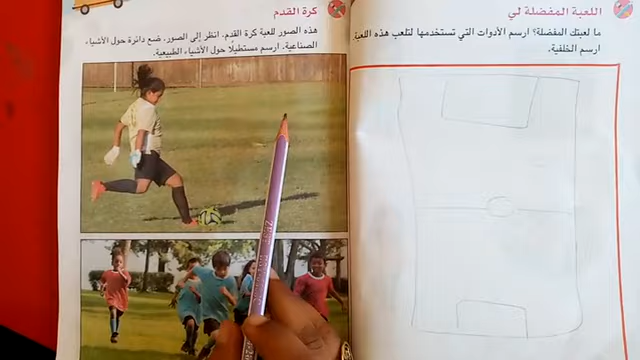 اللعبة المفضلة لي
ما لعبتك المفضلة؟ ارسم الأدوات التي تستخدمها لتلعب هذه اللعبة
ارسم الخلفية.
كرة القدم
هذه الصور للعبة كرة القدم. انظر إلى الصور. ضع دائرة حول الأشياء
الصناعية. ارسم مستطيلًا حول الأشياء الطبيعية.